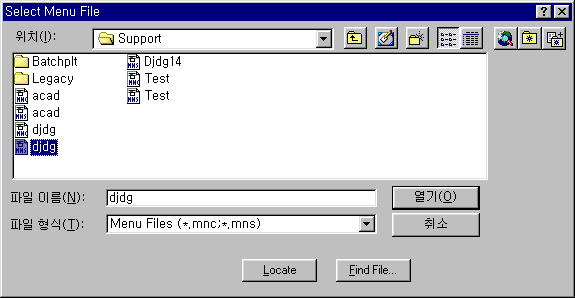 Select Menu File
위치(I):
Support
Batchplt
Legacy
acad
acad
djdg
djdg
Djdg14
Test
Test
파일 이름(N):
djdg
열기(O)
파일 형식(T):
Menu Files (*.mnc;*.mns)
취소
Locate
Find File...